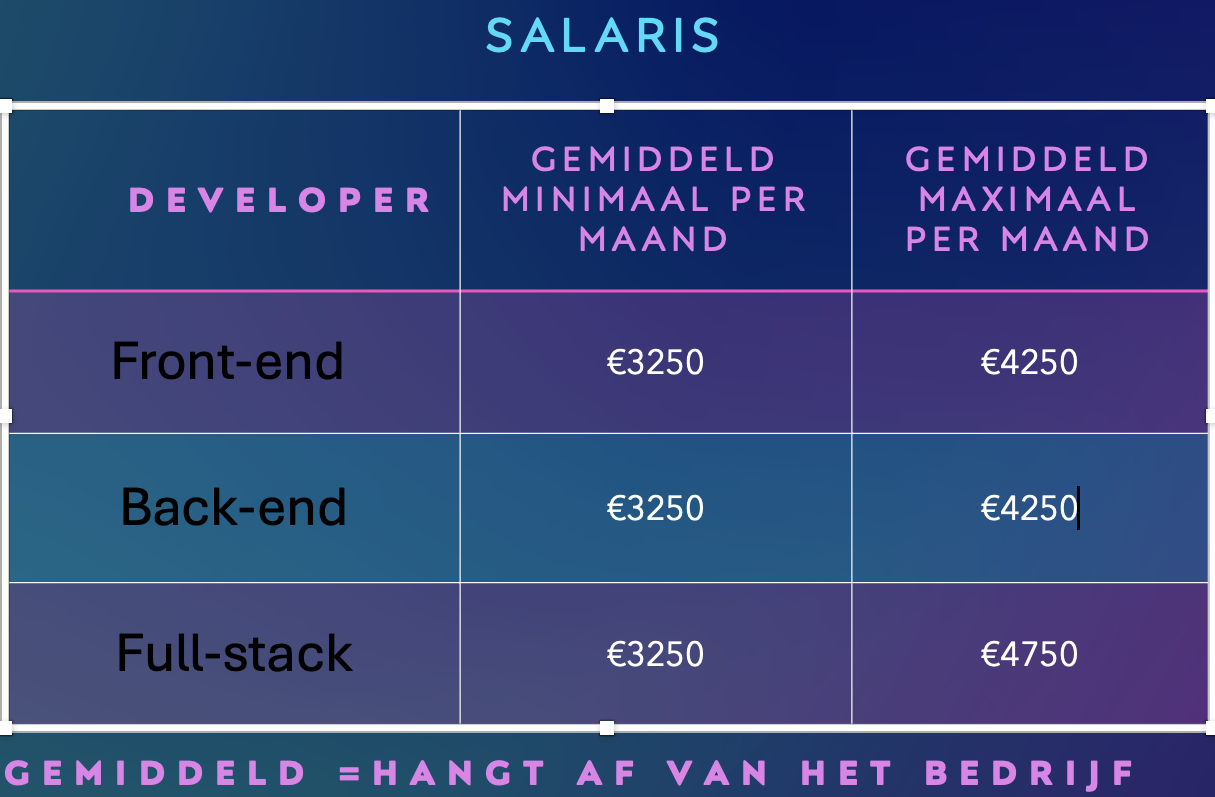 SALARIS
DEVELOPER
GEMIDDELD
MINIMAAL PER
MAAND
GEMIDDELD
MAXIMAAL
PER MAAND
Front-end
€3250
€4250
Back-end
€3250
€4250
Full-stack
€3250
€4750
GEMIDDELD =HANGT AF VAN HET BEDRIJF